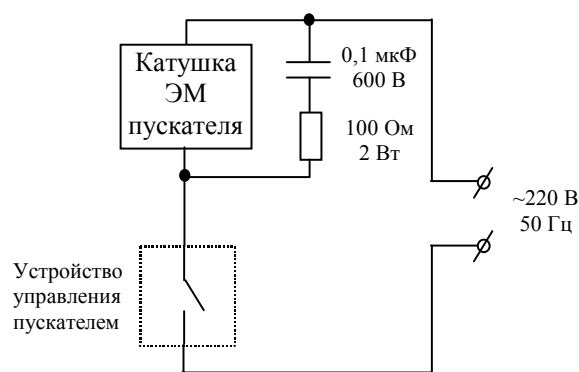 Катушка
ЭМ
пускателя
0,1 мкФ
600 В
100 Ом
2 Вт
~220 В
50 Гц
Устройство
управления
пускателем